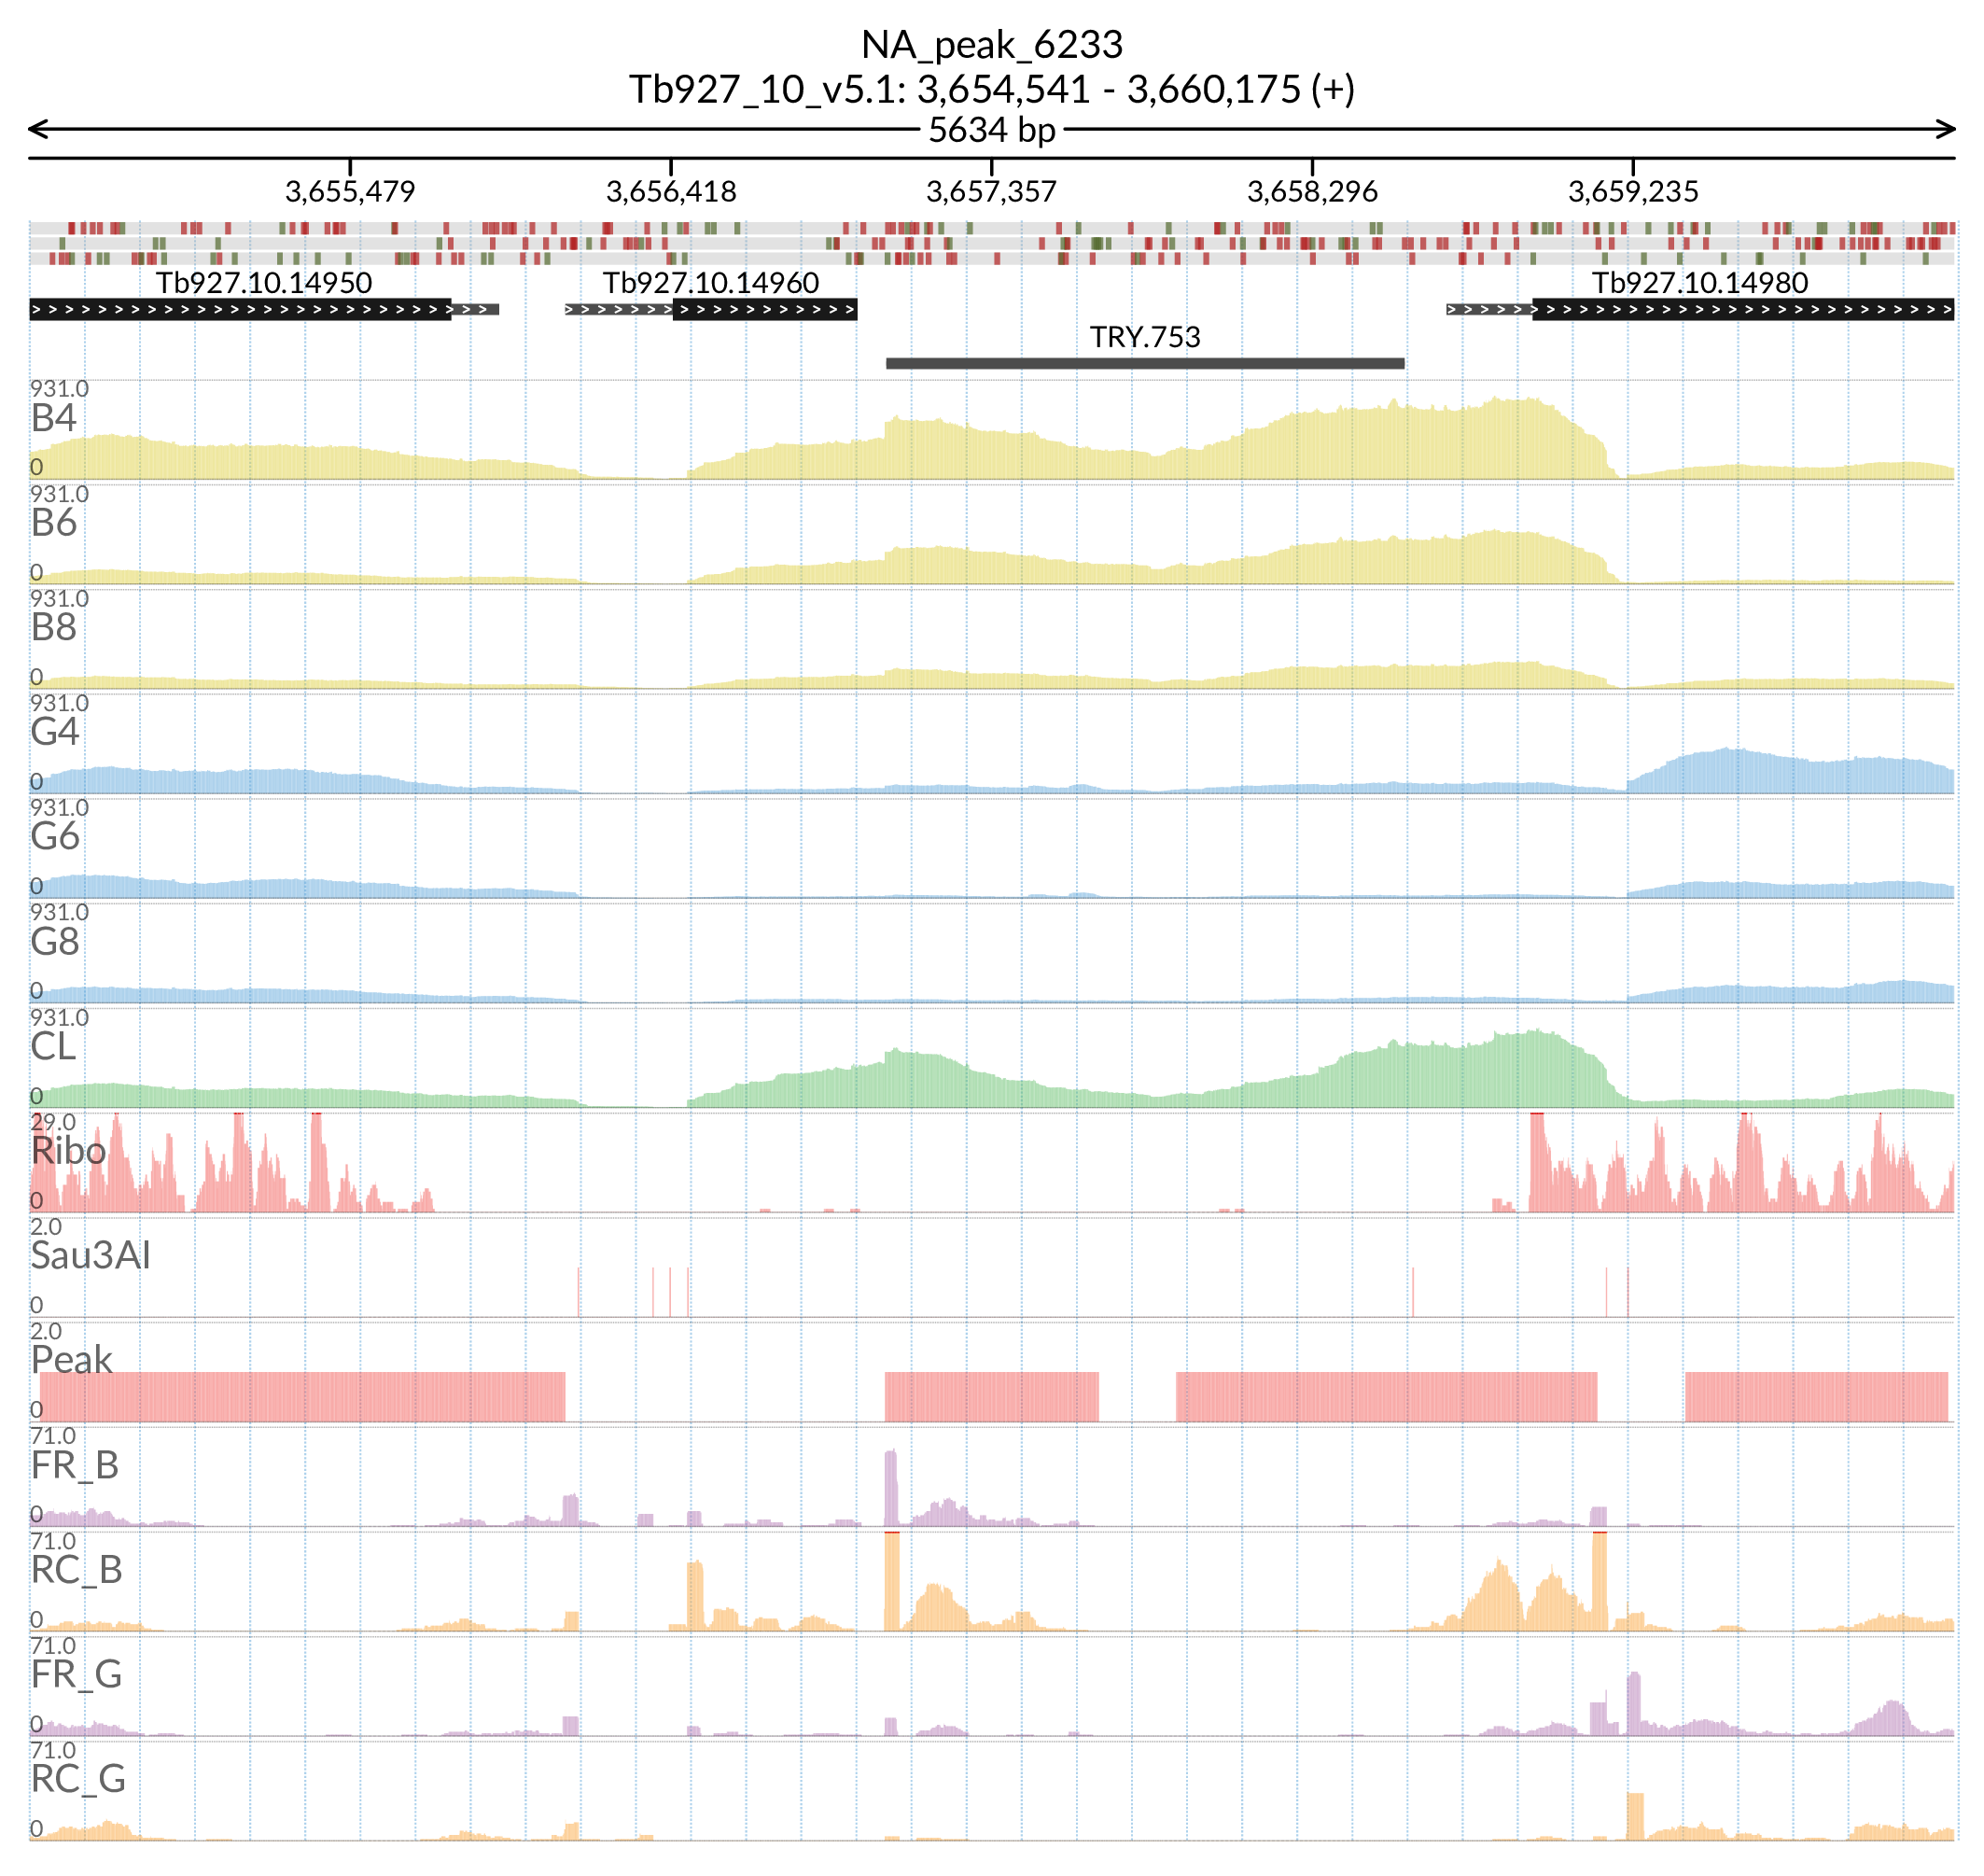 NA_peak_6233
Tb927_10_v5.1: 3,654,541 - 3,660,175 (+)
5634 bp
3,655,479 3,656,418 3,657,357 3,658,296 3,659,235
Tb927.10.14950 Tb927.10.14960 Tb927.10.14980
TRY.753
931.0
B4
0
931.0
B6
0
931.0
B8
0
931.0
G4
0
931.0
G6
0
931.0
G8
0
931.0
CL
0
29.0
Ribo
0
2.0
Sau3AI
0
2.0
Peak
0
71.0
FR_B
0
71.0
RC_B
0
71.0
FR_G
0
71.0
RC_G
0